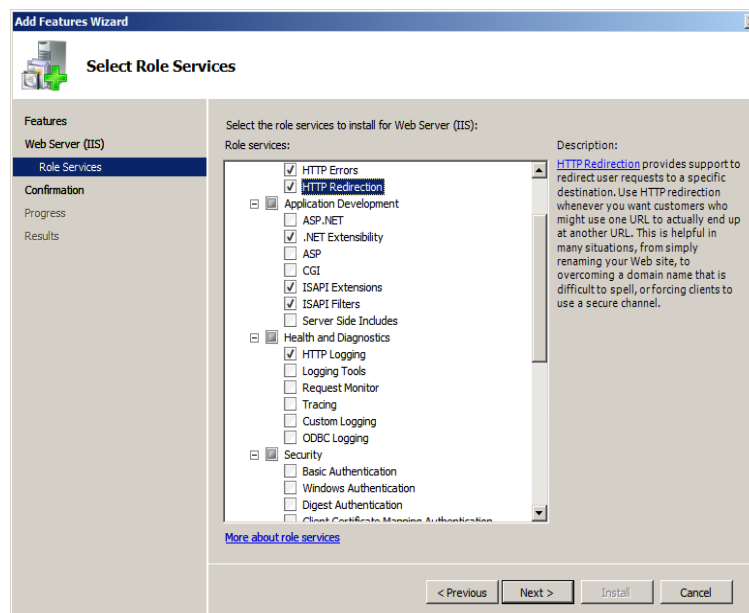 Add Features Wizard
Select Role Services
Features
Web Server (IIS)
Role Services
Confirmation
Progress
Results
Select the role services to install for Web Server (IIS):
Role services:
HTTP Errors
HTTP Redirection
Application Development
ASP.NET
.NET Extensibility
ASP
CGI
ISAPI Extensions
ISAPI Filters
Server Side Includes
Health and Diagnostics
HTTP Logging
Logging Tools
Request Monitor
Tracing
Custom Logging
ODBC Logging
Security
Basic Authentication
Windows Authentication
Digest Authentication
Client Certificate Mapping Authentication
More about role services
Description:
HTTP Redirection provides support to
redirect user requests to a specific
destination. Use HTTP redirection
whenever you want customers who
might use one URL to actually end up
at another URL. This is helpful in
many situations, from simply
renaming your Web site, to
overcoming a domain name that is
difficult to spell, or forcing clients to
use a secure channel.
< Previous
Next >
Install
Cancel